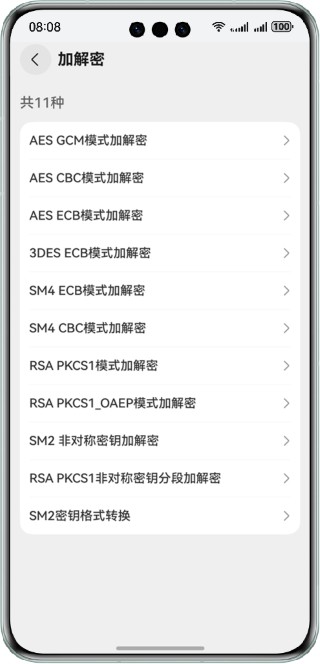 08:08
100
加解密
共11种
AES GCM模式加解密
AES CBC模式加解密
AES ECB模式加解密
3DES ECB模式加解密
SM4 ECB模式加解密
SM4 CBC模式加解密
RSA PKCS1模式加解密
RSA PKCS1_OAEP模式加解密
SM2 非对称密钥加解密
RSA PKCS1非对称密钥分段加解密
SM2密钥格式转换